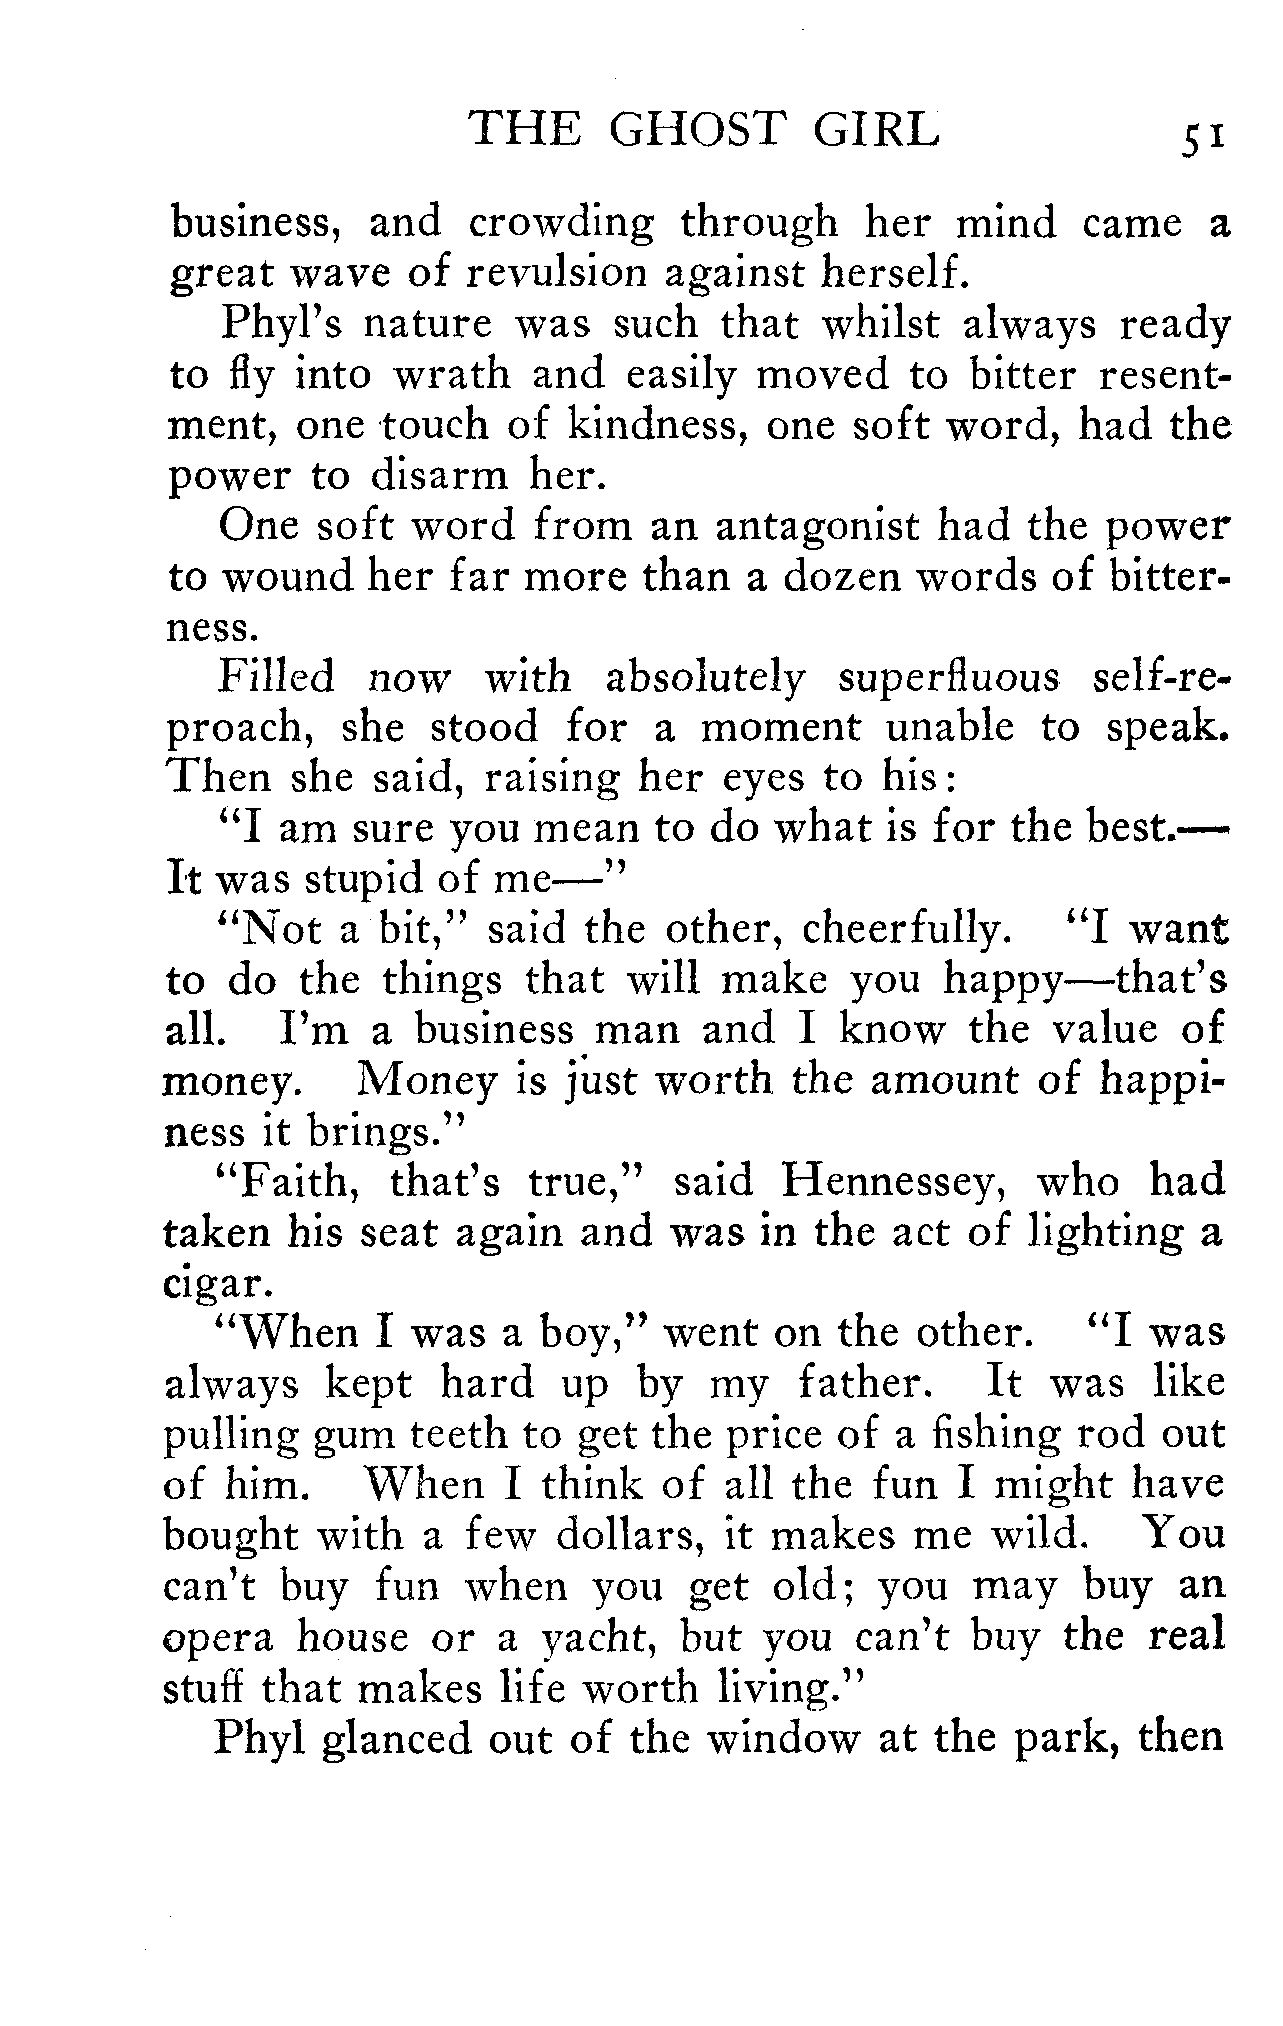 THE GHOST GIRL 51
business, and crowding through her mind came a
great wave of revulsion against herself.
Phyl's nature was such that whilst always ready
to fly into wrath and easily moved to bitter resent-
ment, one touch of kindness, one soft word, had the
power to disarm her.
One soft word from an antagonist had the power
to wound her far more than a dozen words of bitter-
ness.
Filled now with absolutely superfluous self-re-
proach, she stood for a moment unable to speak.
Then she said, raising her eyes to his:
"I am sure you mean to do what is for the best.—
It was stupid of me—"
"Not a bit," said the other, cheerfully. "I want
to do the things that will make you happy—that's
all. I'm a business man and I know the value of
money. Money is just worth the amount of happi-
ness it brings."
"Faith, that's true," said Hennessey, who had
taken his seat again and was in the act of lighting a
cigar.
"When I was a boy," went on the other. "I was
always kept hard up by my father. It was like
pulling gum teeth to get the price of a fishing rod out
of him. When I think of all the fun I might have
bought with a few dollars, it makes me wild. You
can't buy fun when you get old; you may buy an
opera house or a yacht, but you can't buy the real
stuff that makes life worth living."
Phyl glanced out of the window at the park, then